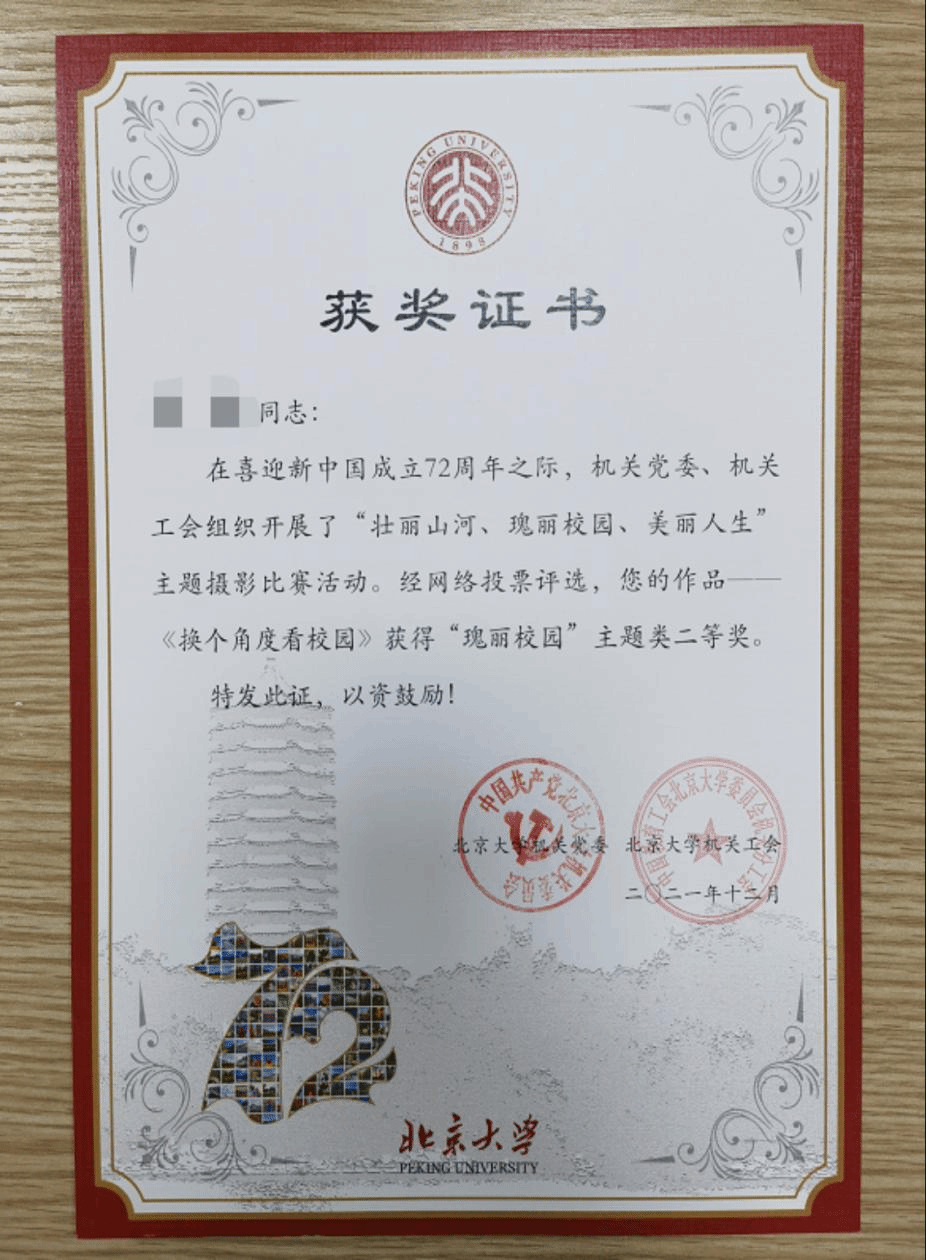 PEKING UNIVERSITY
1898
获奖证书
同志：
在喜迎新中国成立72周年之际，机关党委、机关
工会组织开展了“壮丽山河、瑰丽校园、美丽人生”
主题摄影比赛活动。经网络投票评选，您的作品——
《换个角度看校园》获得“瑰丽校园”主题类二等奖。
特发此证，以资鼓励！
北京大学机关党委 北京大学机关工会
二〇二一年十二月
72
北京大学
PEKING UNIVERSITY